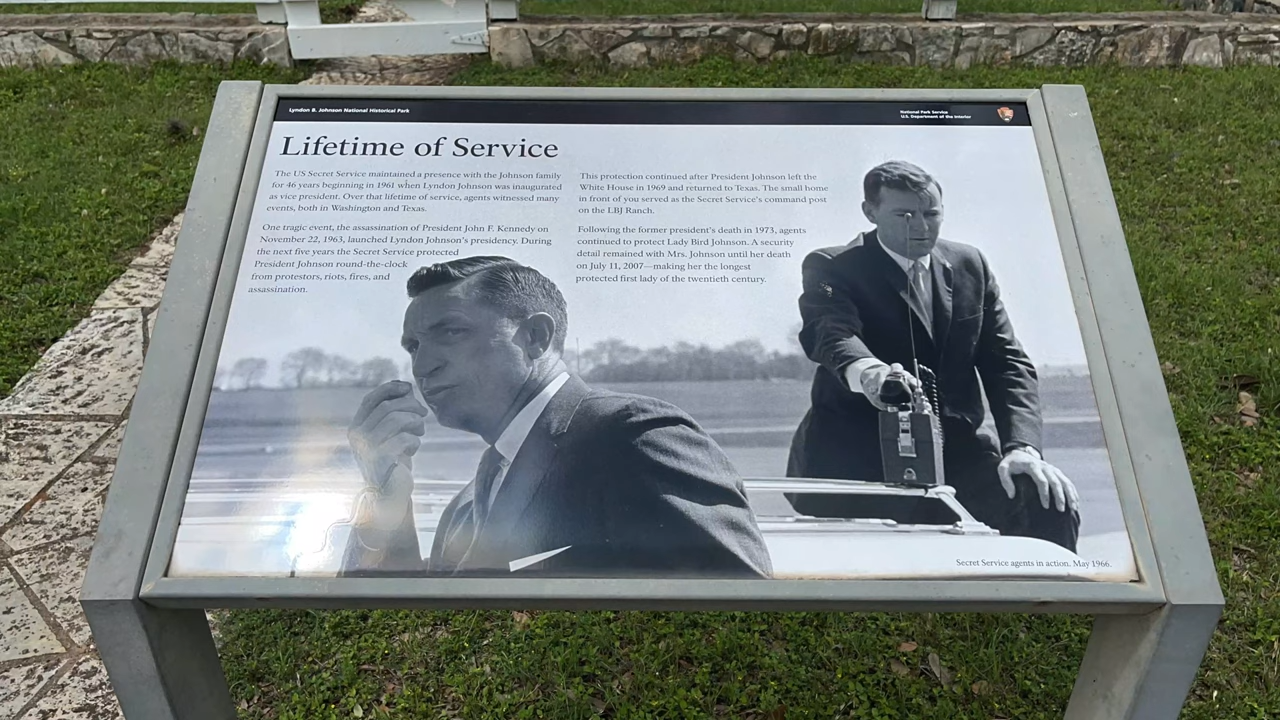 Lyndon B. Johnson National Historical Park
National Park Service
U.S. Department of the Interior
Lifetime of Service
The US Secret Service maintained a presence with the Johnson family
for 46 years beginning in 1961 when Lyndon Johnson was inaugurated
as vice president. Over that lifetime of service, agents witnessed many
events, both in Washington and Texas.
One tragic event, the assassination of President John F. Kennedy on
November 22, 1963, launched Lyndon Johnson's presidency. During
the next five years the Secret Service protected
President Johnson round-the-clock
from protestors, riots, fires, and
assassination.
This protection continued after President Johnson left the
White House in 1969 and returned to Texas. The small home
in front of you served as the Secret Service's command post
on the LBJ Ranch.
Following the former president's death in 1973, agents
continued to protect Lady Bird Johnson. A security
detail remained with Mrs. Johnson until her death
on July 11, 2007—making her the longest
protected first lady of the twentieth century.
Secret Service agents in action. May 1966.